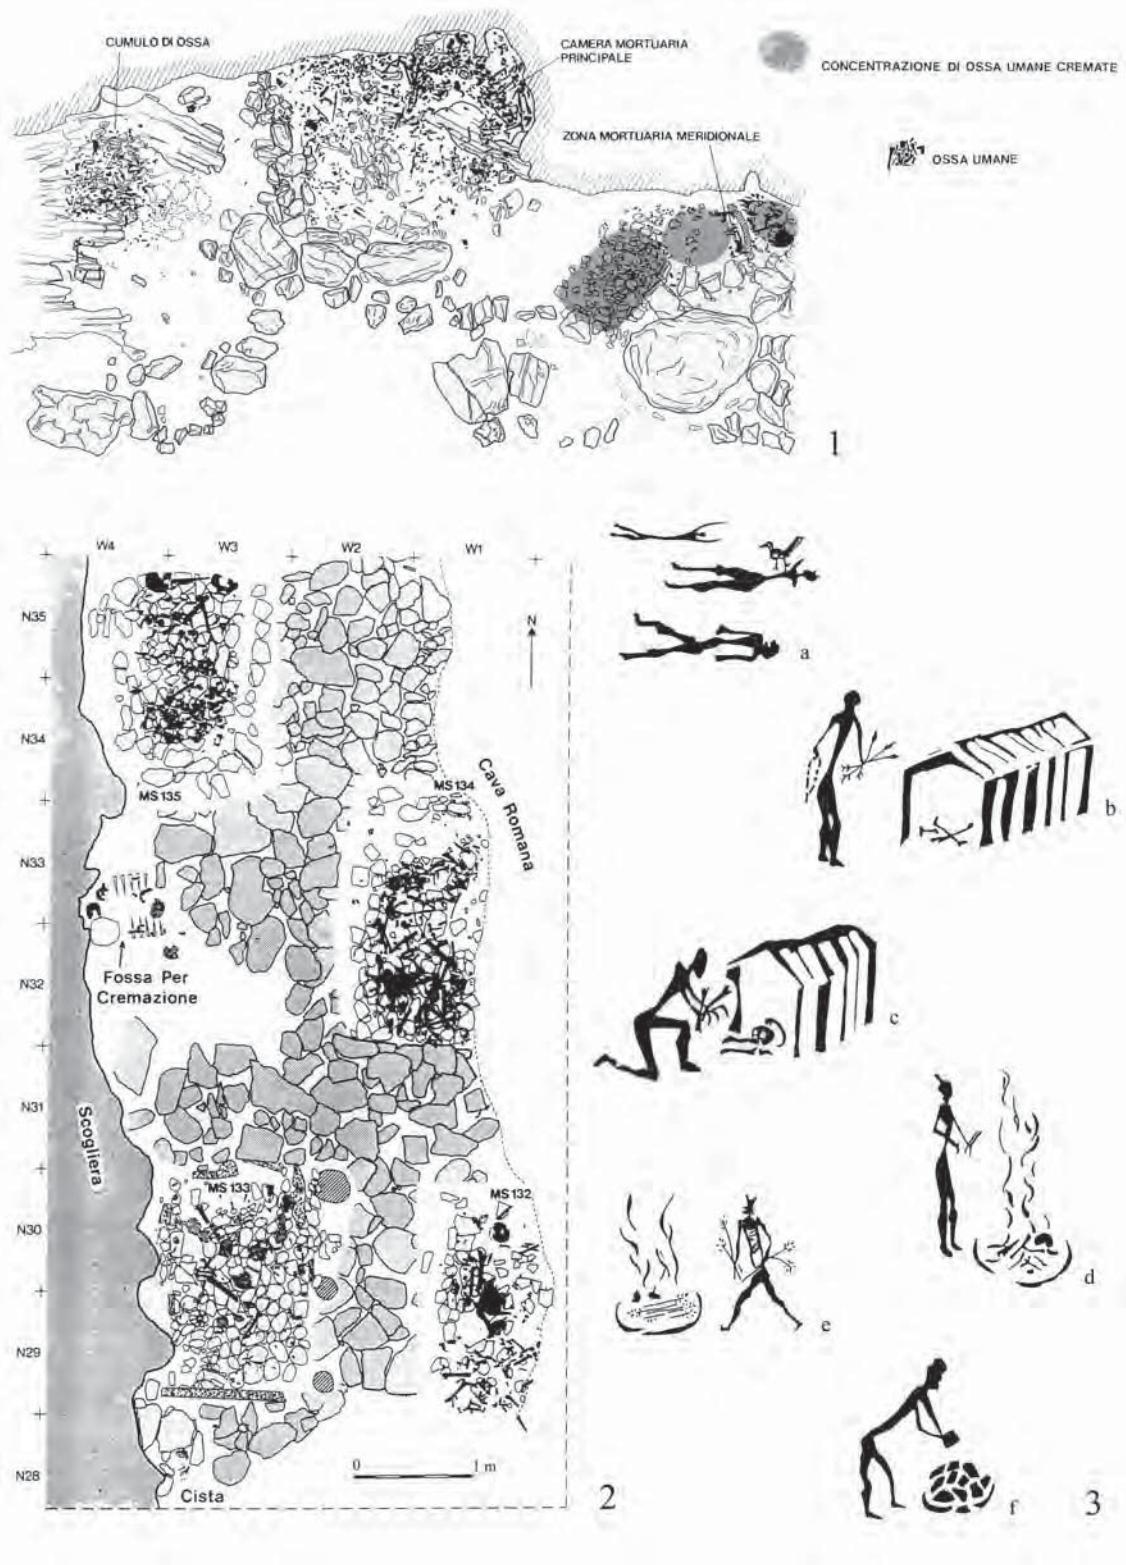 CUMULO DI OSSA
CAMERA MORTUARIA
PRINCIPALE
CONCENTRAZIONE DI OSSA UMANE CREMATE
ZONA MORTUARIA MERIDIONALE
OSSA UMANE
1
W4
W3
W2
W1
N35
N
N34
MS 135
MS 134
Cava Romana
N33
Fossa Per
Cremazione
N32
N31
Scogliera
MS 133
MS 132
N30
N29
N28
0
1 m
Cista
2
a
b
c
d
e
f
3